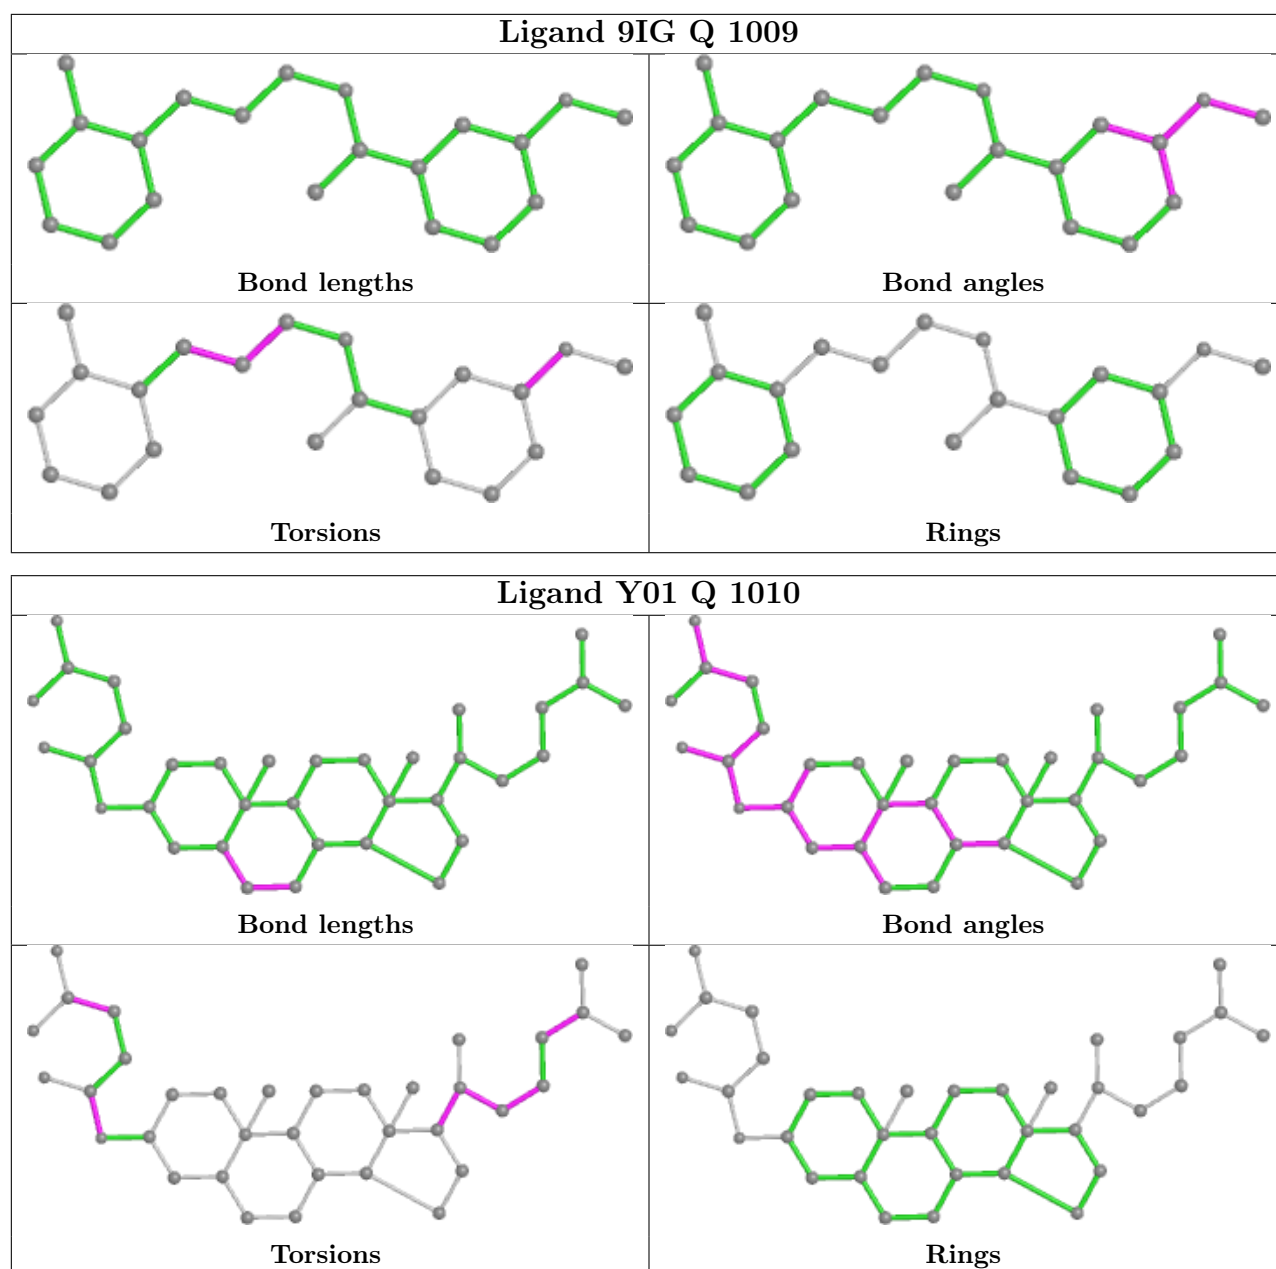 Ligand 9IG Q 1009
Bond lengths
Bond angles
Torsions
Rings
Ligand Y01 Q 1010
Bond lengths
Bond angles
Torsions
Rings